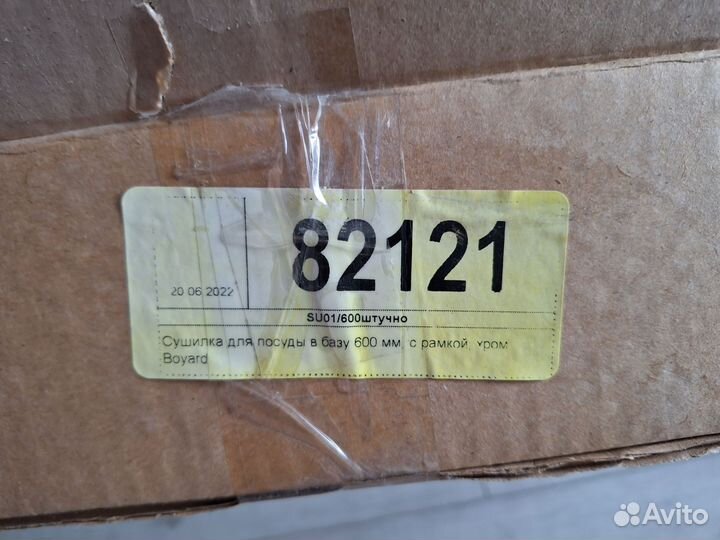 82121
20 06 2022
SU01/600штучно
Сушилка для посуды в базу 600 мм, с рамкой, хром
Boyard
Avito